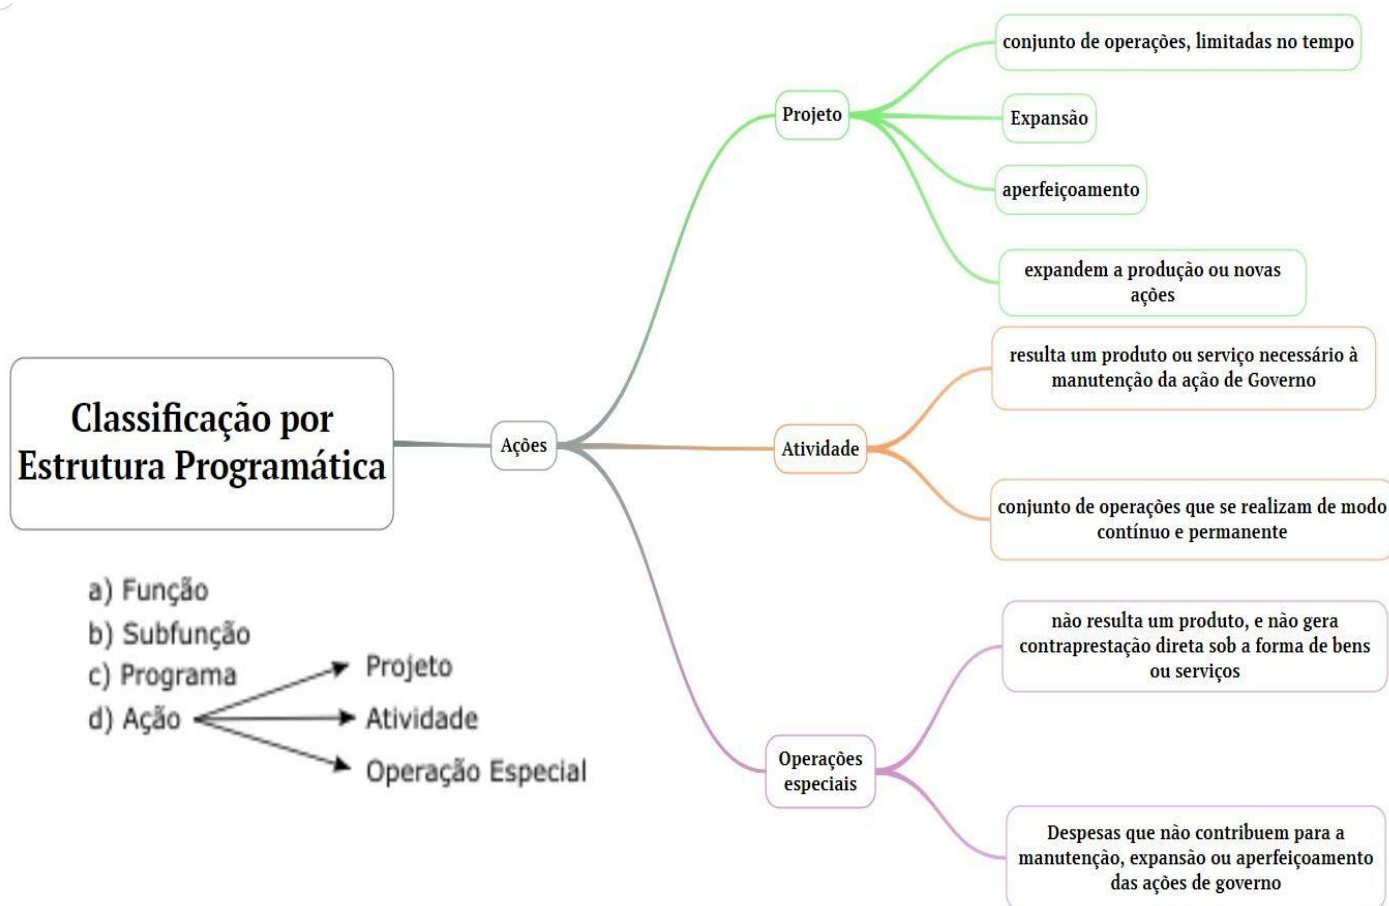 Classificação por
Estrutura Programática
Ações
Projeto
conjunto de operações, limitadas no tempo
Expansão
aperfeiçoamento
expandem a produção ou novas
ações
Atividade
resulta um produto ou serviço necessário à
manutenção da ação de Governo
conjunto de operações que se realizam de modo
contínuo e permanente
Operações
especiais
não resulta um produto, e não gera
contraprestação direta sob a forma de bens
ou serviços
Despesas que não contribuem para a
manutenção, expansão ou aperfeiçoamento
das ações de governo
a) Função
b) Subfunção
c) Programa
d) Ação
Projeto
Atividade
Operação Especial